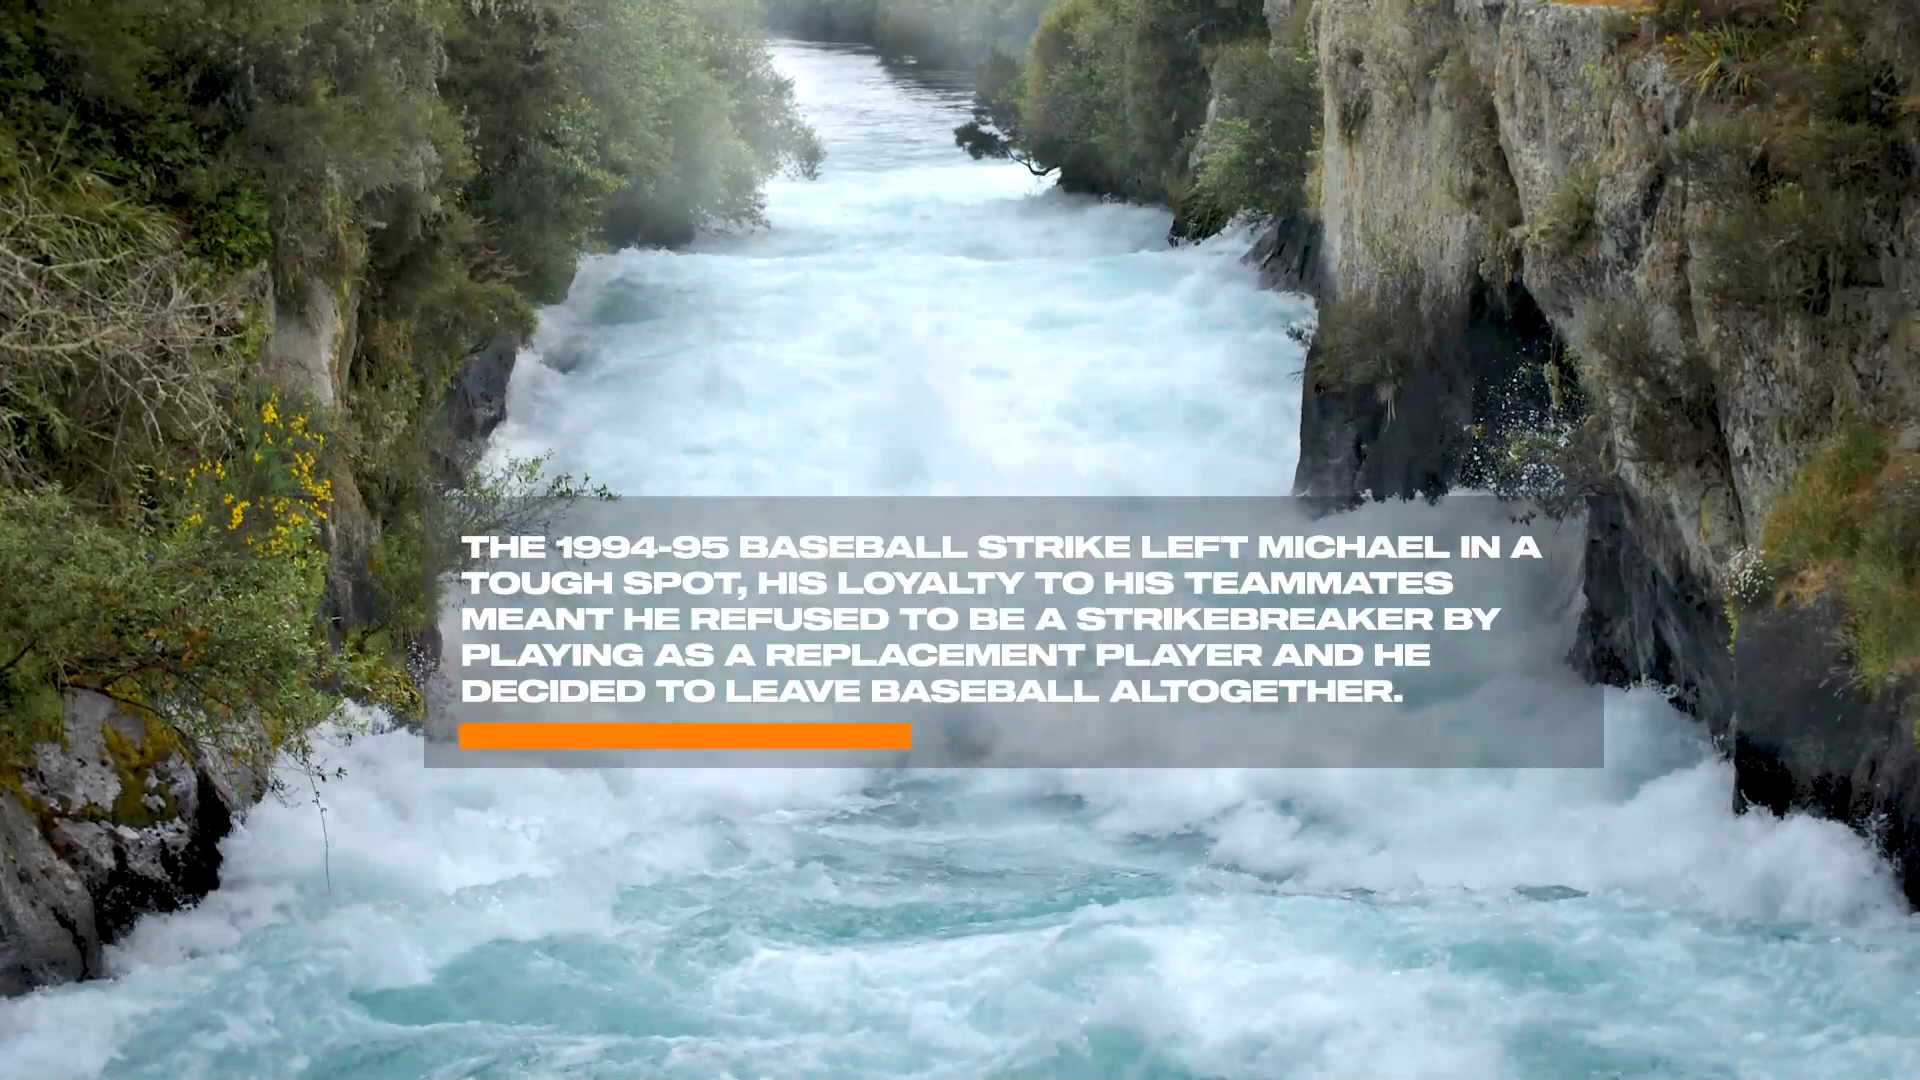 THE 1994-95 BASEBALL STRIKE LEFT MICHAEL IN A
TOUGH SPOT, HIS LOYALTY TO HIS TEAMMATES
MEANT HE REFUSED TO BE A STRIKEBREAKER BY
PLAYING AS A REPLACEMENT PLAYER AND HE
DECIDED TO LEAVE BASEBALL ALTOGETHER.